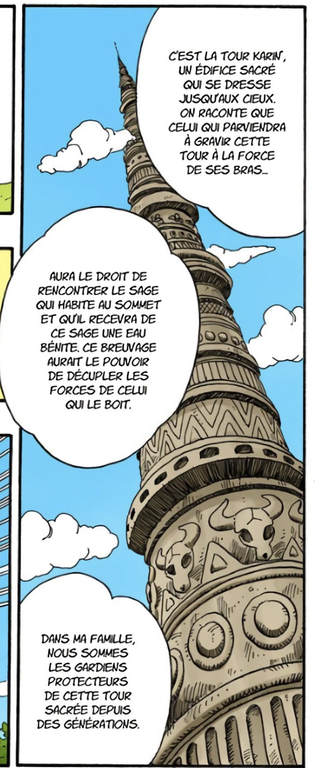 C'EST LA TOUR KARIN',
UN ÉDIFICE SACRÉ
QUI SE DRESSE
JUSQU'AUX CIEUX.
ON RACONTE QUE
CELUI QUI PARVIENDRA
À GRAVIR CETTE
TOUR À LA FORCE
DE SES BRAS...
AURA LE DROIT DE
RENCONTRER LE SAGE
QUI HABITE AU SOMMET
ET QU'IL RECEVRA DE
CE SAGE UNE EAU
BÉNITE. CE BREUVAGE
AURAIT LE POUVOIR
DE DÉCUPLER LES
FORCES DE CELUI
QUI LE BOIT.
DANS MA FAMILLE,
NOUS SOMMES
LES GARDIENS
PROTECTEURS
DE CETTE TOUR
SACRÉE DEPUIS
DES GÉNÉRATIONS.